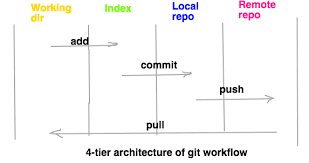 Working dir
Index
Local repo
Remote repo
add
commit
push
pull
4-tier architecture of git workflow